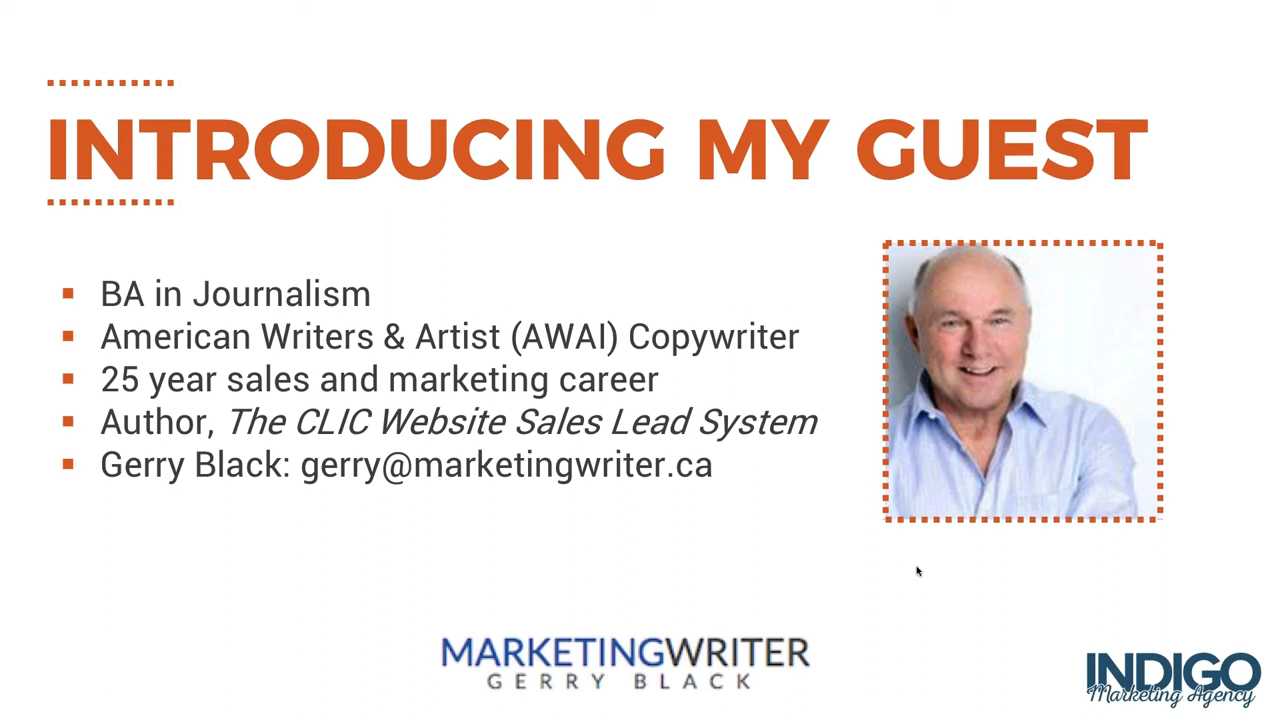 INTRODUCING MY GUEST
BA in Journalism
American Writers & Artist (AWAI) Copywriter
25 year sales and marketing career
Author, The CLIC Website Sales Lead System
Gerry Black: gerry@marketingwriter.ca
MARKETINGWRITER
GERRY BLACK
INDIGO
Marketing Agency